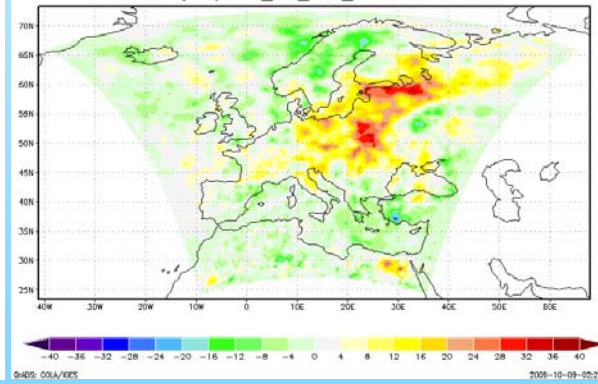 70N
65N
60N
55N
50N
45N
40N
35N
30N
25N
40W 30W 20W 10W 0 10E 20E 30E 40E 50E 60E
-40 -36 -32 -28 -24 -20 -16 -12 -8 -4 0 4 8 12 16 20 24 28 32 36 40
GrADS: COLA/IGES